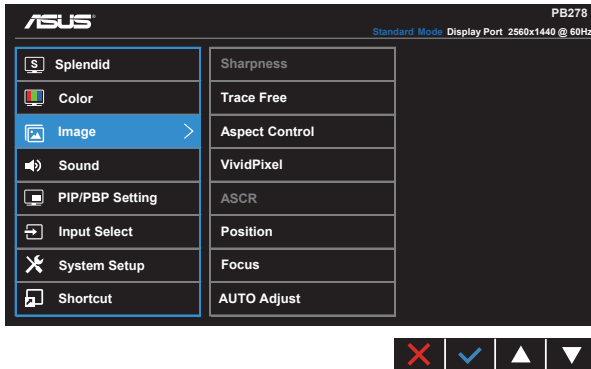 ASUS
PB278
Standard Mode Display Port 2560x1440 @ 60Hz
S Splendid
Color
Image
Sound
PIP/PBP Setting
Input Select
System Setup
Shortcut
Sharpness
Trace Free
Aspect Control
VividPixel
ASCR
Position
Focus
AUTO Adjust